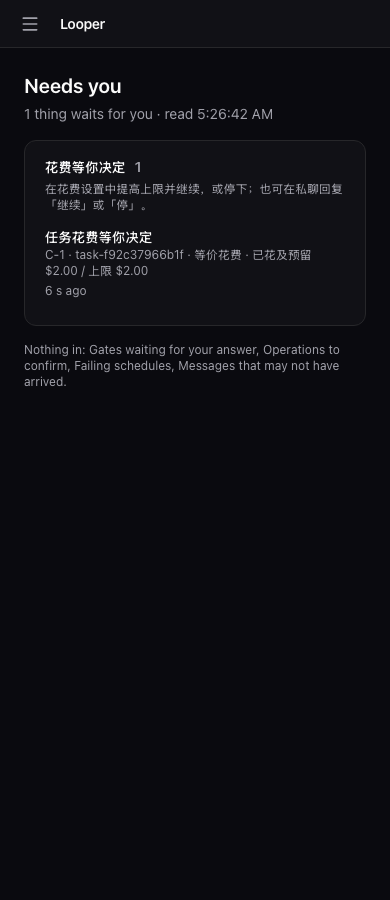 Looper
Needs you
1 thing waits for you · read 5:26:42 AM
花费等你决定 1
在花费设置中提高上限并继续，或停下；也可在私聊回复
「继续」或「停」。
任务花费等你决定
C-1 · task-f92c37966b1f · 等价花费 · 已花及预留
$2.00 / 上限 $2.00
6 s ago
Nothing in: Gates waiting for your answer, Operations to
confirm, Failing schedules, Messages that may not have
arrived.